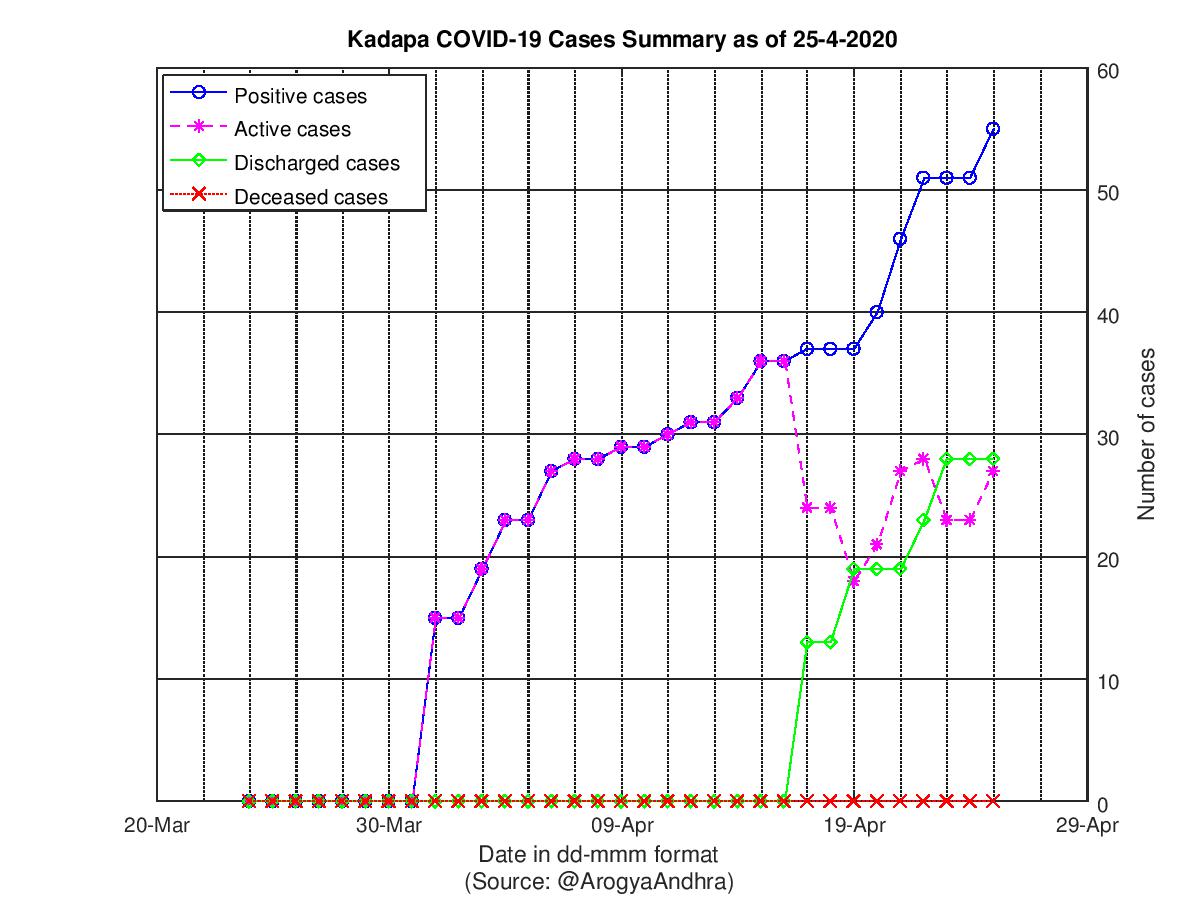 Kadapa COVID-19 Cases Summary as of 25-4-2020
Positive cases
Active cases
Discharged cases
Deceased cases
60
50
40
30
20
10
0
Number of cases
20-Mar
30-Mar
09-Apr
19-Apr
29-Apr
Date in dd-mmm format
(Source: @ArogyaAndhra)